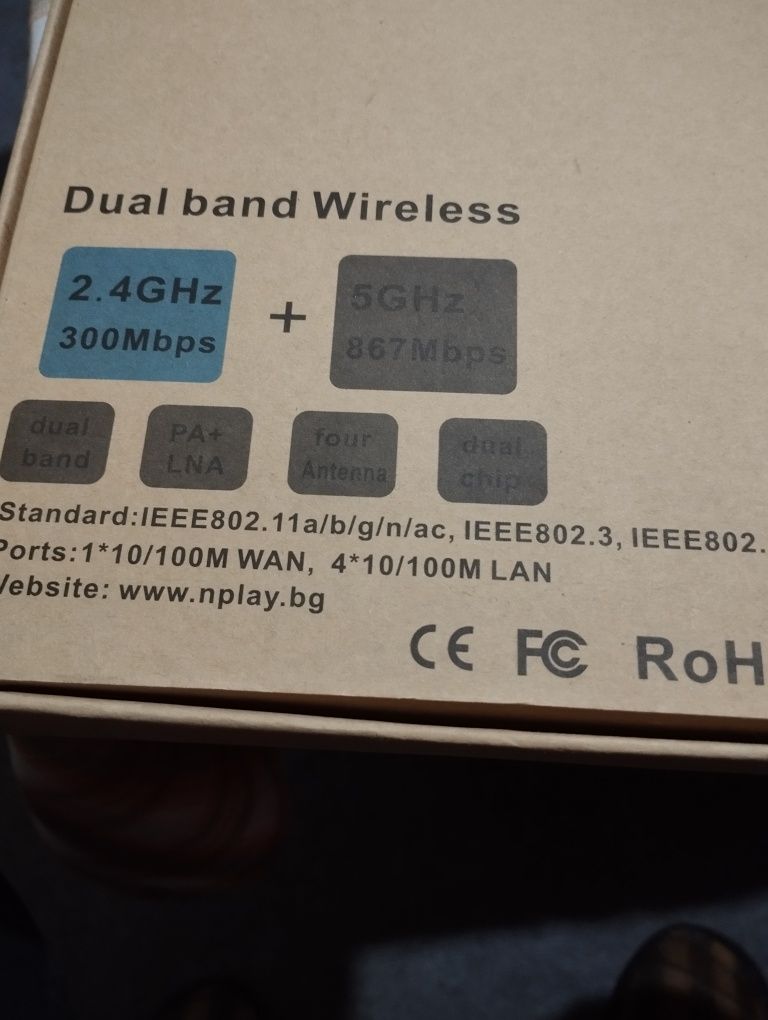 Dual band Wireless
2.4GHz
300Mbps
+
5GHz
867Mbps
dual
band
PA+
LNA
four
Antenna
dual
chip
Standard:IEEE802.11a/b/g/n/ac, IEEE802.3, IEEE802.
Ports:1*10/100M WAN, 4*10/100M LAN
Website: www.nplay.bg
CE FC RoH